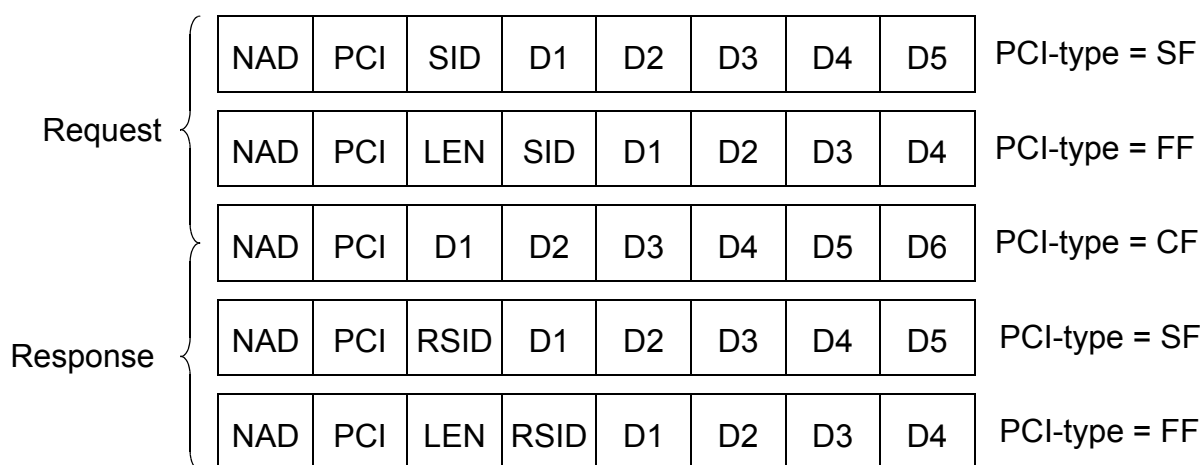 NAD PCI SID D1 D2 D3 D4 D5 PCI-type = SF
Request
NAD PCI LEN SID D1 D2 D3 D4 PCI-type = FF
NAD PCI D1 D2 D3 D4 D5 D6 PCI-type = CF
NAD PCI RSID D1 D2 D3 D4 D5 PCI-type = SF
Response
NAD PCI LEN RSID D1 D2 D3 D4 PCI-type = FF